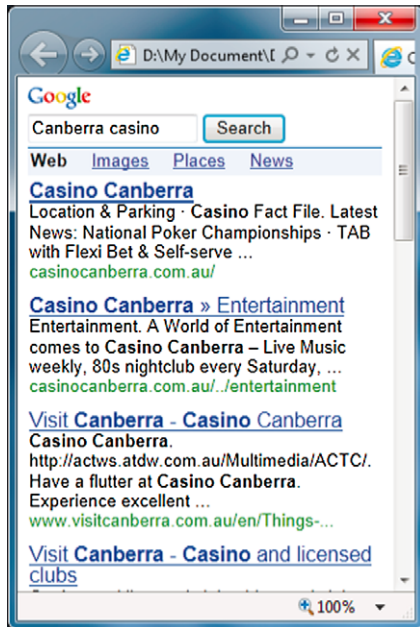 D:\My Document\D
Google
Canberra casino Search
Web Images Places News
Casino Canberra
Location & Parking · Casino Fact File. Latest
News: National Poker Championships · TAB
with Flexi Bet & Self-serve ...
casinocanberra.com.au/
Casino Canberra » Entertainment
Entertainment. A World of Entertainment
comes to Casino Canberra – Live Music
weekly, 80s nightclub every Saturday, ...
casinocanberra.com.au/../entertainment
Visit Canberra - Casino Canberra
Casino Canberra.
http://actws.atdw.com.au/Multimedia/ACTC/.
Have a flutter at Casino Canberra.
Experience excellent ...
www.visitcanberra.com.au/en/Things-...
Visit Canberra - Casino and licensed
clubs
100%